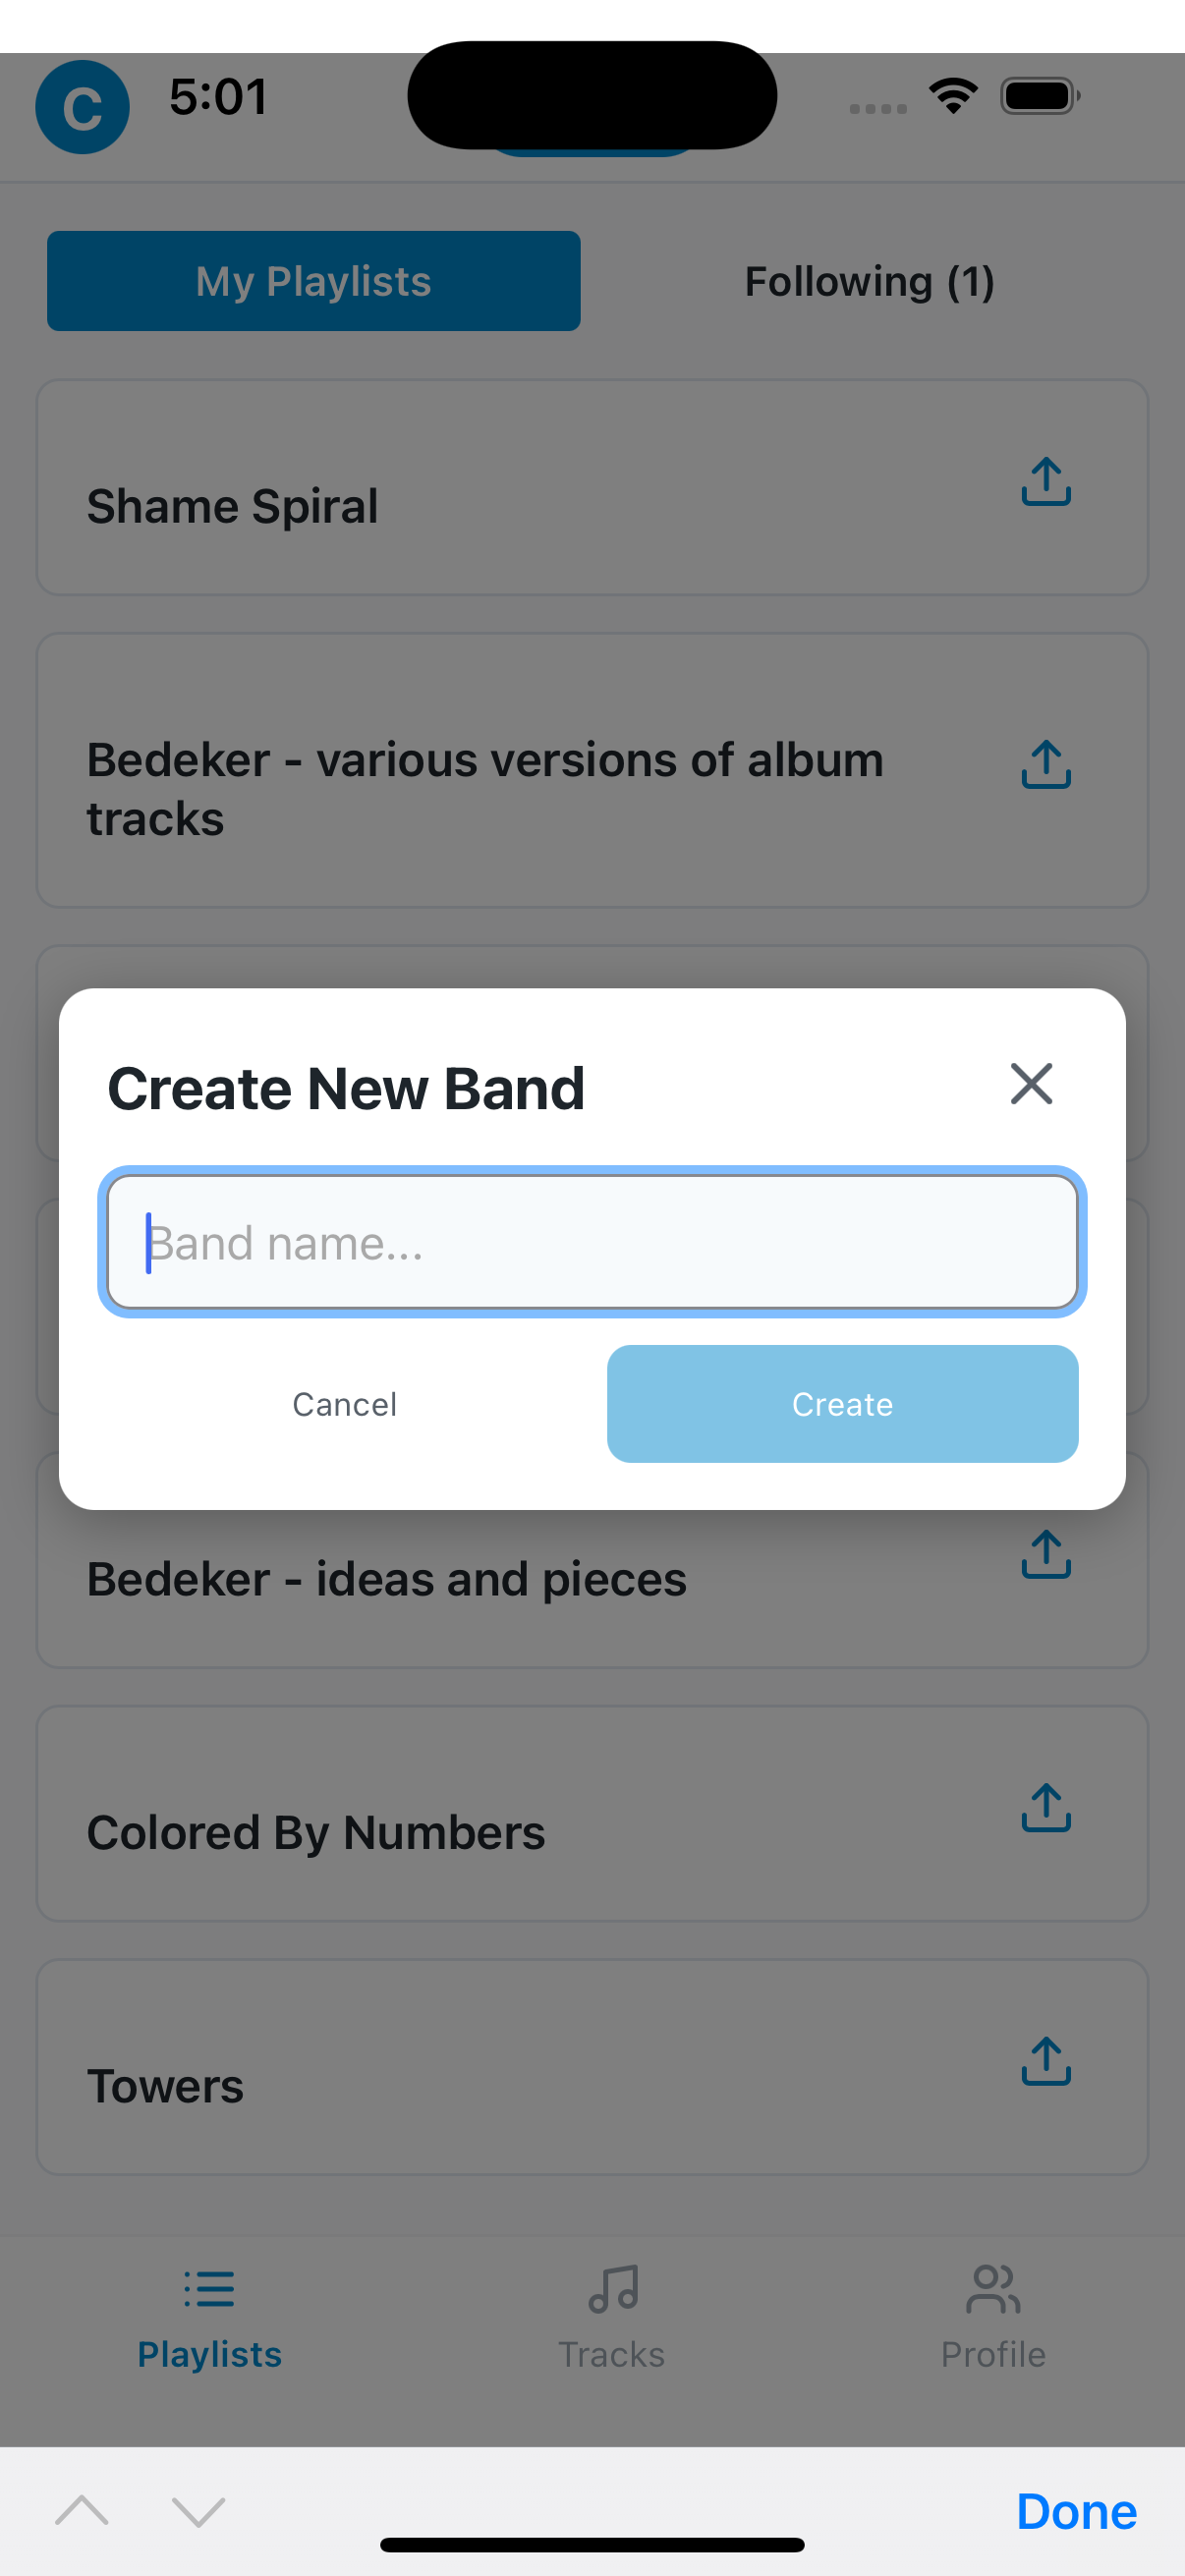 C
5:01
My Playlists
Following (1)
Shame Spiral
Bedeker - various versions of album
tracks
Create New Band
Band name...
Cancel
Create
Bedeker - ideas and pieces
Colored By Numbers
Towers
Playlists
Tracks
Profile
Done